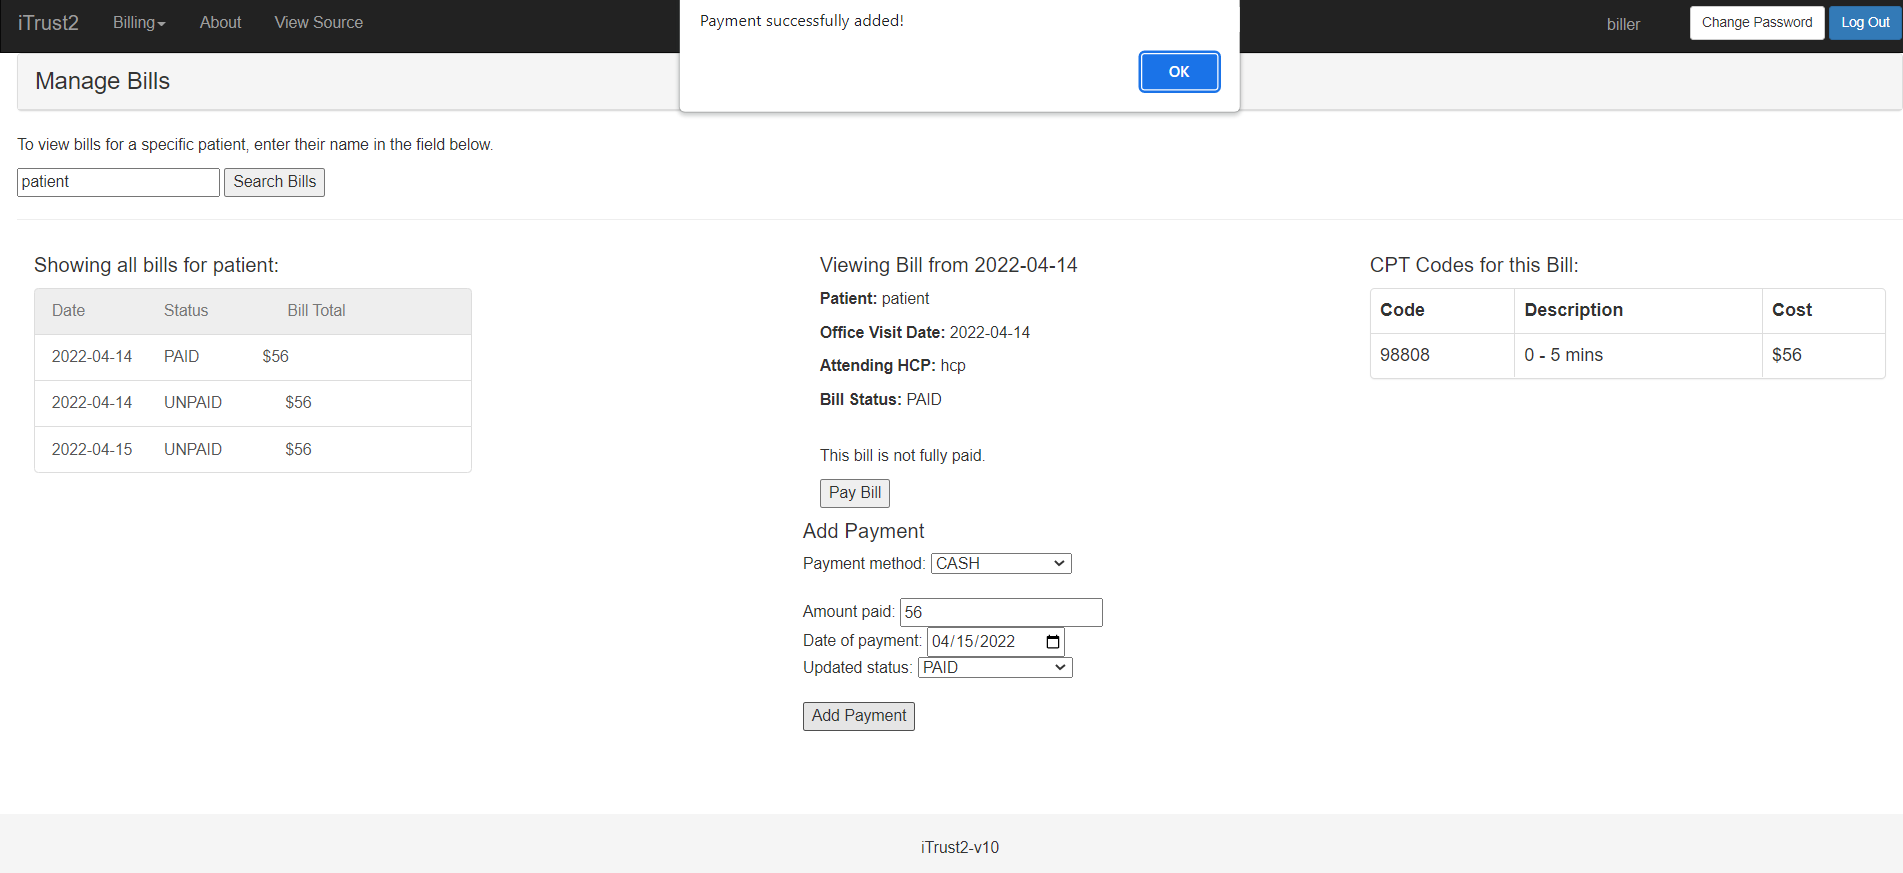 iTrust2 Billing About View Source biller Change Password Log Out
Payment successfully added!
OK
Manage Bills
To view bills for a specific patient, enter their name in the field below.
patient Search Bills
Showing all bills for patient:
Date Status Bill Total
2022-04-14 PAID $56
2022-04-14 UNPAID $56
2022-04-15 UNPAID $56
Viewing Bill from 2022-04-14
Patient: patient
Office Visit Date: 2022-04-14
Attending HCP: hcp
Bill Status: PAID
This bill is not fully paid.
Pay Bill
Add Payment
Payment method: CASH
Amount paid: 56
Date of payment: 04/15/2022
Updated status: PAID
Add Payment
CPT Codes for this Bill:
Code Description Cost
98808 0 - 5 mins $56
iTrust2-v10